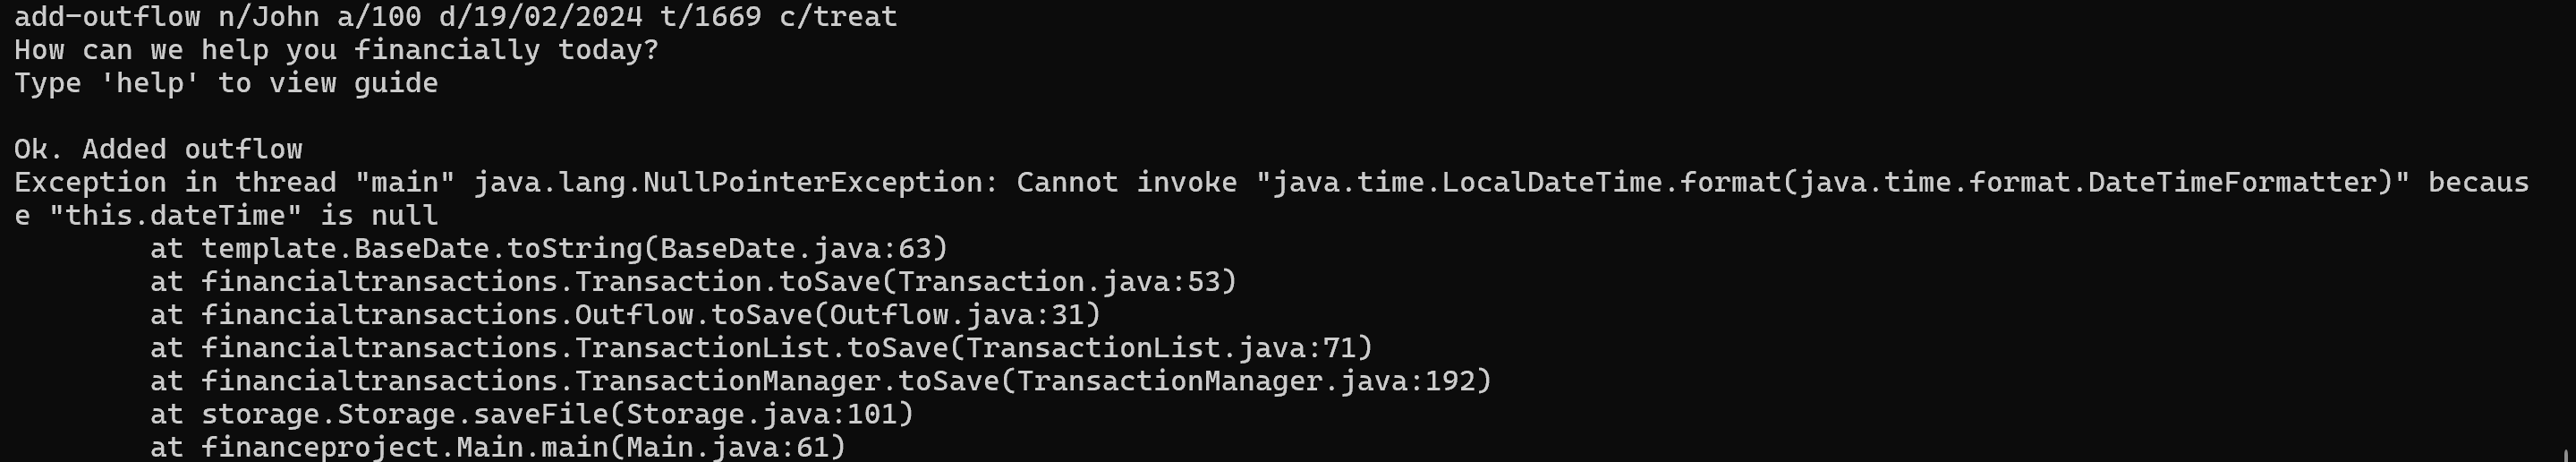 add-outflow n/John a/100 d/19/02/2024 t/1669 c/treat
How can we help you financially today?
Type 'help' to view guide
Ok. Added outflow
Exception in thread "main" java.lang.NullPointerException: Cannot invoke "java.time.LocalDateTime.format(java.time.format.DateTimeFormatter)" becaus
e "this.dateTime" is null
at template.BaseDate.toString(BaseDate.java:63)
at financialtransactions.Transaction.toSave(Transaction.java:53)
at financialtransactions.Outflow.toSave(Outflow.java:31)
at financialtransactions.TransactionList.toSave(TransactionList.java:71)
at financialtransactions.TransactionManager.toSave(TransactionManager.java:192)
at storage.Storage.saveFile(Storage.java:101)
at financeproject.Main.main(Main.java:61)